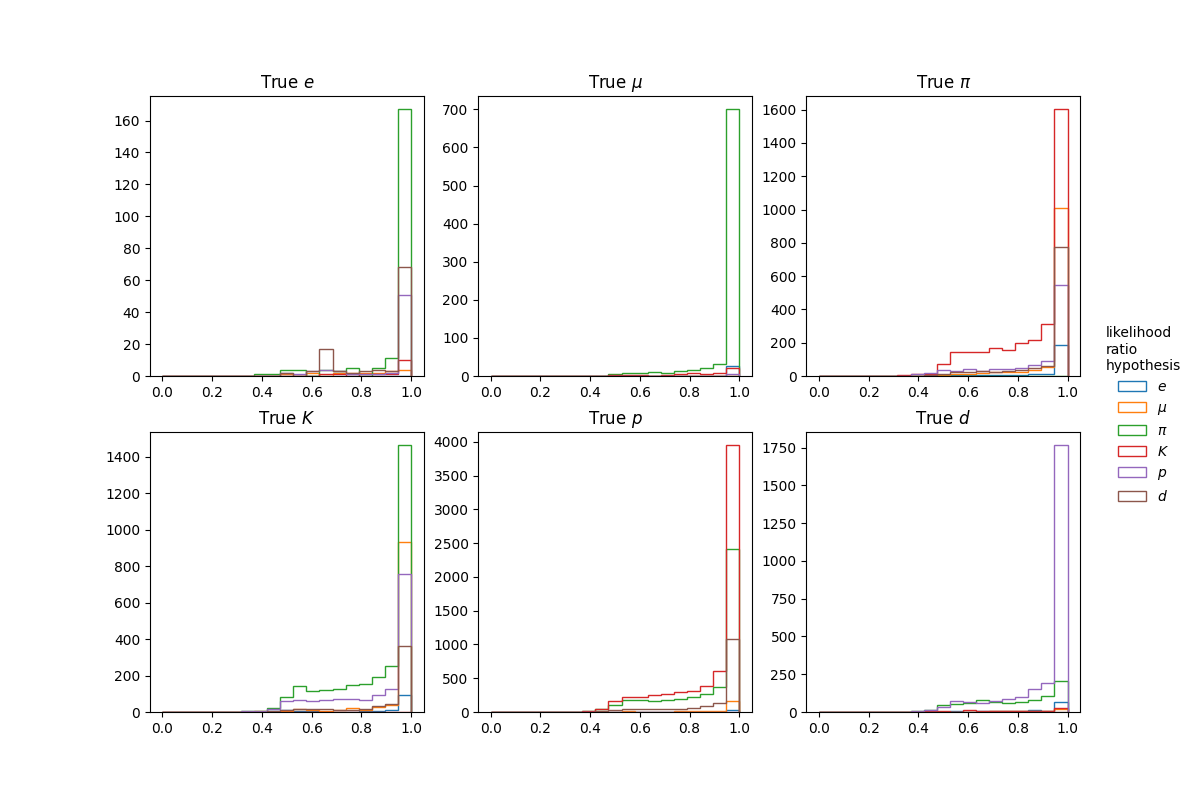 True e
True μ
True π
160
140
120
100
80
60
40
20
0
0.0 0.2 0.4 0.6 0.8 1.0
700
600
500
400
300
200
100
0
0.0 0.2 0.4 0.6 0.8 1.0
1600
1400
1200
1000
800
600
400
200
0
0.0 0.2 0.4 0.6 0.8 1.0
True K
True p
True d
1400
1200
1000
800
600
400
200
0
0.0 0.2 0.4 0.6 0.8 1.0
4000
3500
3000
2500
2000
1500
1000
500
0
0.0 0.2 0.4 0.6 0.8 1.0
1750
1500
1250
1000
750
500
250
0
0.0 0.2 0.4 0.6 0.8 1.0
likelihood
ratio
hypothesis
e
μ
π
K
p
d